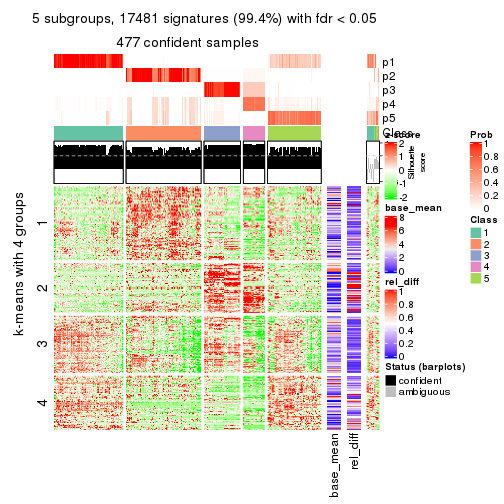 5 subgroups, 17481 signatures (99.4%) with fdr < 0.05
477 confident samples
p1
p2
p3
p4
p5
Class
z-score
2
1
0
-1
-2
Silhouette
score
1
0.5
0
base_mean
8
6
4
2
0
rel_diff
1
0.8
0.6
0.4
0.2
0
Status (barplots)
confident
ambiguous
Prob
1
0.8
0.6
0.4
0.2
0
Class
1
2
3
4
5
k-means with 4 groups
1
2
3
4
base_mean
rel_diff